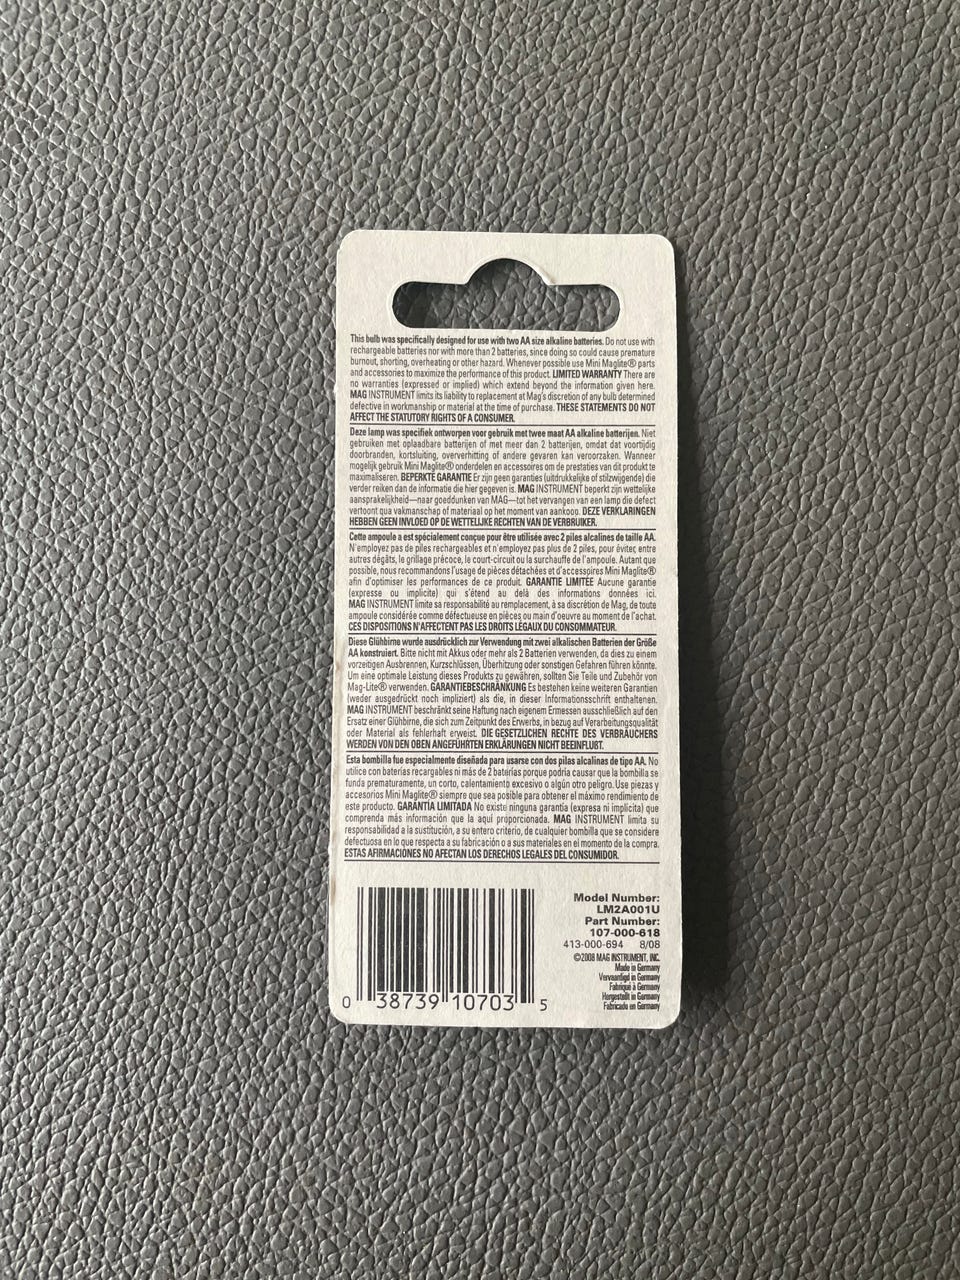 This bulb was specifically designed for use with two AA size alkaline batteries. Do not use with
rechargeable batteries nor with more than 2 batteries, since doing so could cause premature
burnout, shorting, overheating or other hazard. Whenever possible use Mini Maglite® parts
and accessories to maximize the performance of this product. LIMITED WARRANTY There are
no warranties (expressed or implied) which extend beyond the information given here.
MAG INSTRUMENT limits its liability to replacement at Mag's discretion of any bulb determined
defective in workmanship or material at the time of purchase. THESE STATEMENTS DO NOT
AFFECT THE STATUTORY RIGHTS OF A CONSUMER.
Deze lamp was specifiek ontworpen voor gebruik met twee maat AA alkaline batterijen. Niet
gebruiken met oplaadbare batterijen of met meer dan 2 batterijen, omdat dat voortijdig
doorbranden, kortsluiting, oververhitting of andere gevaren kan veroorzaken. Wanneer
mogelijk gebruik Mini Maglite® onderdelen en accessoires om de prestaties van dit produkt te
maximaliseren. BEPERKTE GARANTIE Er zijn geen garanties (uitdrukkelijke of stilzwijgende) die
verder reiken dan de informatie die hier gegeven is. MAG INSTRUMENT beperkt zijn wettelijke
aansprakelijkheid—naar goeddunken van MAG—tot het vervangen van een lamp die defect
vertoont qua vakmanschap of materiaal op het moment van aankoop. DEZE VERKLARINGEN
HEBBEN GEEN INVLOED OP DE WETTELIJKE RECHTEN VAN DE VERBRUIKER.
Cette ampoule a est spécialement conçue pour être utilisée avec 2 piles alcalines de taille AA.
N'employez pas de piles rechargeables et n'employez pas plus de 2 piles, pour éviter, entre
autres dégâts, le grillage précoce, le court-circuit ou la surchauffe de l'ampoule. Autant que
possible, nous recommandons l'usage de pièces détachées et d'accesspires Mini Maglite®
afin d'optimiser les performances de ce produit. GARANTIE LIMITÉE Aucune garantie
(expresse ou implicite) qui s'étend au delà des informations données ici.
MAG INSTRUMENT limite sa responsabilité au remplacement, à sa discrétion de Mag, de toute
ampoule considérée comme défectueuse en pièces ou main d'oeuvre au moment de l'achat.
CES DISPOSITIONS N'AFFECTENT PAS LES DROITS LÉGAUX DU CONSOMMATEUR.
Diese Glühbirne wurde ausdrücklich zur Verwendung mit zwei alkalischen Batterien der Größe
AA konstruiert. Bitte nicht mit Akkus oder mehr als 2 Batterien verwenden, da dies zu einem
vorzeitigen Ausbrennen, Kurzschlüssen, Überhitzung oder sonstigen Gefahren führen könnte.
Um eine optimale Leistung dieses Produkts zu gewähren, sollten Sie Teile und Zubehör von
Mag-Lite® verwenden. GARANTIEBESCHRÄNKUNG Es bestehen keine weiteren Garantien
(weder ausgedrückt noch impliziert) als die, in dieser Informationsschrift enthaltenen.
MAG INSTRUMENT beschränkt seine Haftung nach eigenem Ermessen ausschließlich auf den
Ersatz einer Glühbirne, die sich zum Zeitpunkt des Erwerbs, in bezug auf Verarbeitungsqualität
oder Material als fehlerhaft erweist. DIE GESETZLICHEN RECHTE DES VERBRAUCHERS
WERDEN VON DEN OBEN ANGEFÜHRTEN ERKLÄRUNGEN NICHT BEEINFLUßT.
Esta bombilla fue especialmente diseñada para usarse con dos pilas alcalinas de tipo AA. No
utilice con baterias recargables ni más de 2 baterias porque podria causar que la bombilla se
funda prematuramente, un corto, calentamiento excesivo o algún otro peligro. Use piezas y
accesorios Mini Maglite® siempre que sea posible para obtener el máximo rendimiento de
este producto. GARANTÍA LIMITADA No existe ninguna garantía (expresa ni implicita) que
comprenda más información que la aquí proporcionada. MAG INSTRUMENT limita su
responsabilidad a la sustitución, a su entero criterio, de cualquier bombilla que se considere
defectuosa en lo que respecta a su fabricación o a sus materiales en el momento de la compra.
ESTAS AFIRMACIONES NO AFECTAN LOS DERECHOS LEGALES DEL CONSUMIDOR.
Model Number:
LM2A001U
Part Number:
107-000-618
413-000-694 8/08
©2008 MAG INSTRUMENT, INC.
Made in Germany
Vervaardigd in Germany
Fabriqué à Germany
Hergestellt in Germany
Fabricado en Germany
0 38739 10703 5